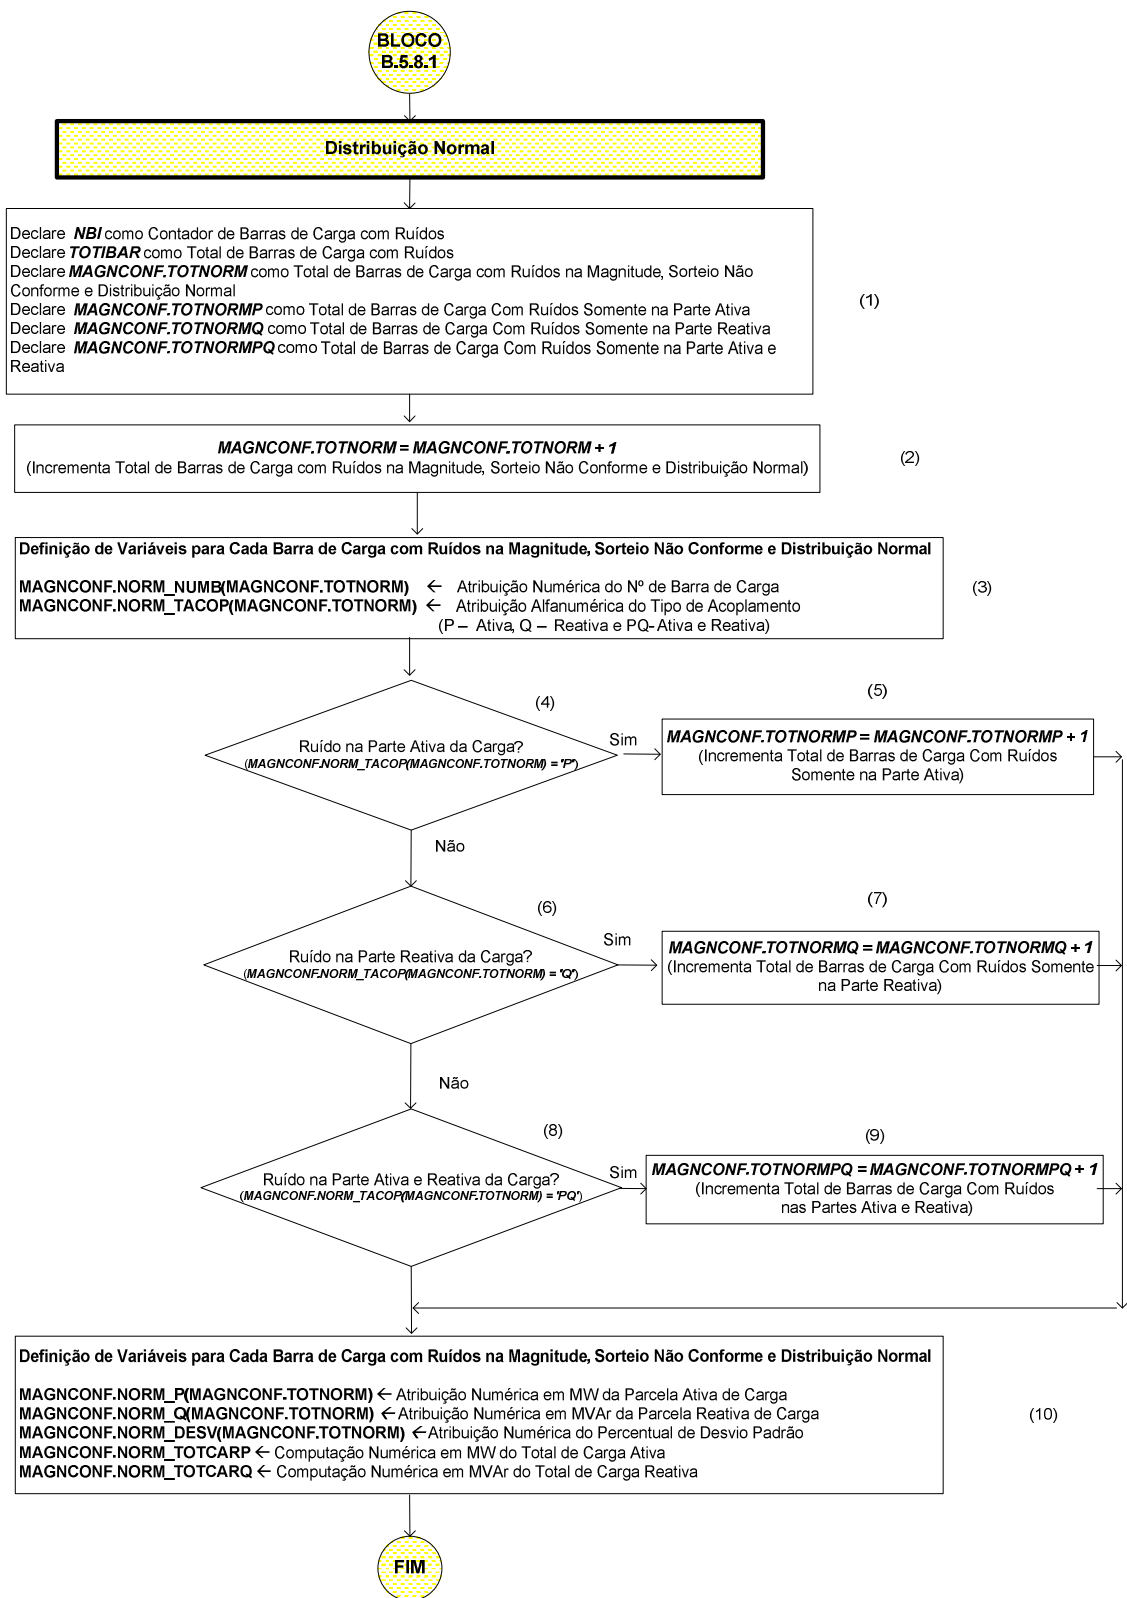 BLOCO
B.5.8.1
Distribuição Normal
Declare NBI como Contador de Barras de Carga com Ruídos
Declare TOTIBAR como Total de Barras de Carga com Ruídos
Declare MAGNCONF.TOTNORM como Total de Barras de Carga com Ruídos na Magnitude, Sorteio Não
Conforme e Distribuição Normal
Declare MAGNCONF.TOTNORMP como Total de Barras de Carga Com Ruídos Somente na Parte Ativa
Declare MAGNCONF.TOTNORMQ como Total de Barras de Carga Com Ruídos Somente na Parte Reativa
Declare MAGNCONF.TOTNORMPQ como Total de Barras de Carga Com Ruídos Somente na Parte Ativa e
Reativa
(1)
MAGNCONF.TOTNORM = MAGNCONF.TOTNORM + 1
(Incrementa Total de Barras de Carga com Ruídos na Magnitude, Sorteio Não Conforme e Distribuição Normal)
(2)
Definição de Variáveis para Cada Barra de Carga com Ruídos na Magnitude, Sorteio Não Conforme e Distribuição Normal
MAGNCONF.NORM_NUMB(MAGNCONF.TOTNORM) ← Atribuição Numérica do Nº de Barra de Carga
MAGNCONF.NORM_TACOP(MAGNCONF.TOTNORM) ← Atribuição Alfanumérica do Tipo de Acoplamento
(P – Ativa, Q – Reativa e PQ- Ativa e Reativa)
(3)
(4)
Ruído na Parte Ativa da Carga?
(MAGNCONF.NORM_TACOP(MAGNCONF.TOTNORM) = 'P')
Sim
(5)
MAGNCONF.TOTNORMP = MAGNCONF.TOTNORMP + 1
(Incrementa Total de Barras de Carga Com Ruídos
Somente na Parte Ativa)
Não
(6)
Ruído na Parte Reativa da Carga?
(MAGNCONF.NORM_TACOP(MAGNCONF.TOTNORM) = 'Q')
Sim
(7)
MAGNCONF.TOTNORMQ = MAGNCONF.TOTNORMQ + 1
(Incrementa Total de Barras de Carga Com Ruídos Somente
na Parte Reativa)
Não
(8)
Ruído na Parte Ativa e Reativa da Carga?
(MAGNCONF.NORM_TACOP(MAGNCONF.TOTNORM) = 'PQ')
Sim
(9)
MAGNCONF.TOTNORMPQ = MAGNCONF.TOTNORMPQ + 1
(Incrementa Total de Barras de Carga Com Ruídos
nas Partes Ativa e Reativa)
Definição de Variáveis para Cada Barra de Carga com Ruídos na Magnitude, Sorteio Não Conforme e Distribuição Normal
MAGNCONF.NORM_P(MAGNCONF.TOTNORM) ← Atribuição Numérica em MW da Parcela Ativa de Carga
MAGNCONF.NORM_Q(MAGNCONF.TOTNORM) ← Atribuição Numérica em MVAr da Parcela Reativa de Carga
MAGNCONF.NORM_DESV(MAGNCONF.TOTNORM) ← Atribuição Numérica do Percentual de Desvio Padrão
MAGNCONF.NORM_TOTCARP ← Computação Numérica em MW do Total de Carga Ativa
MAGNCONF.NORM_TOTCARQ ← Computação Numérica em MVAr do Total de Carga Reativa
(10)
FIM